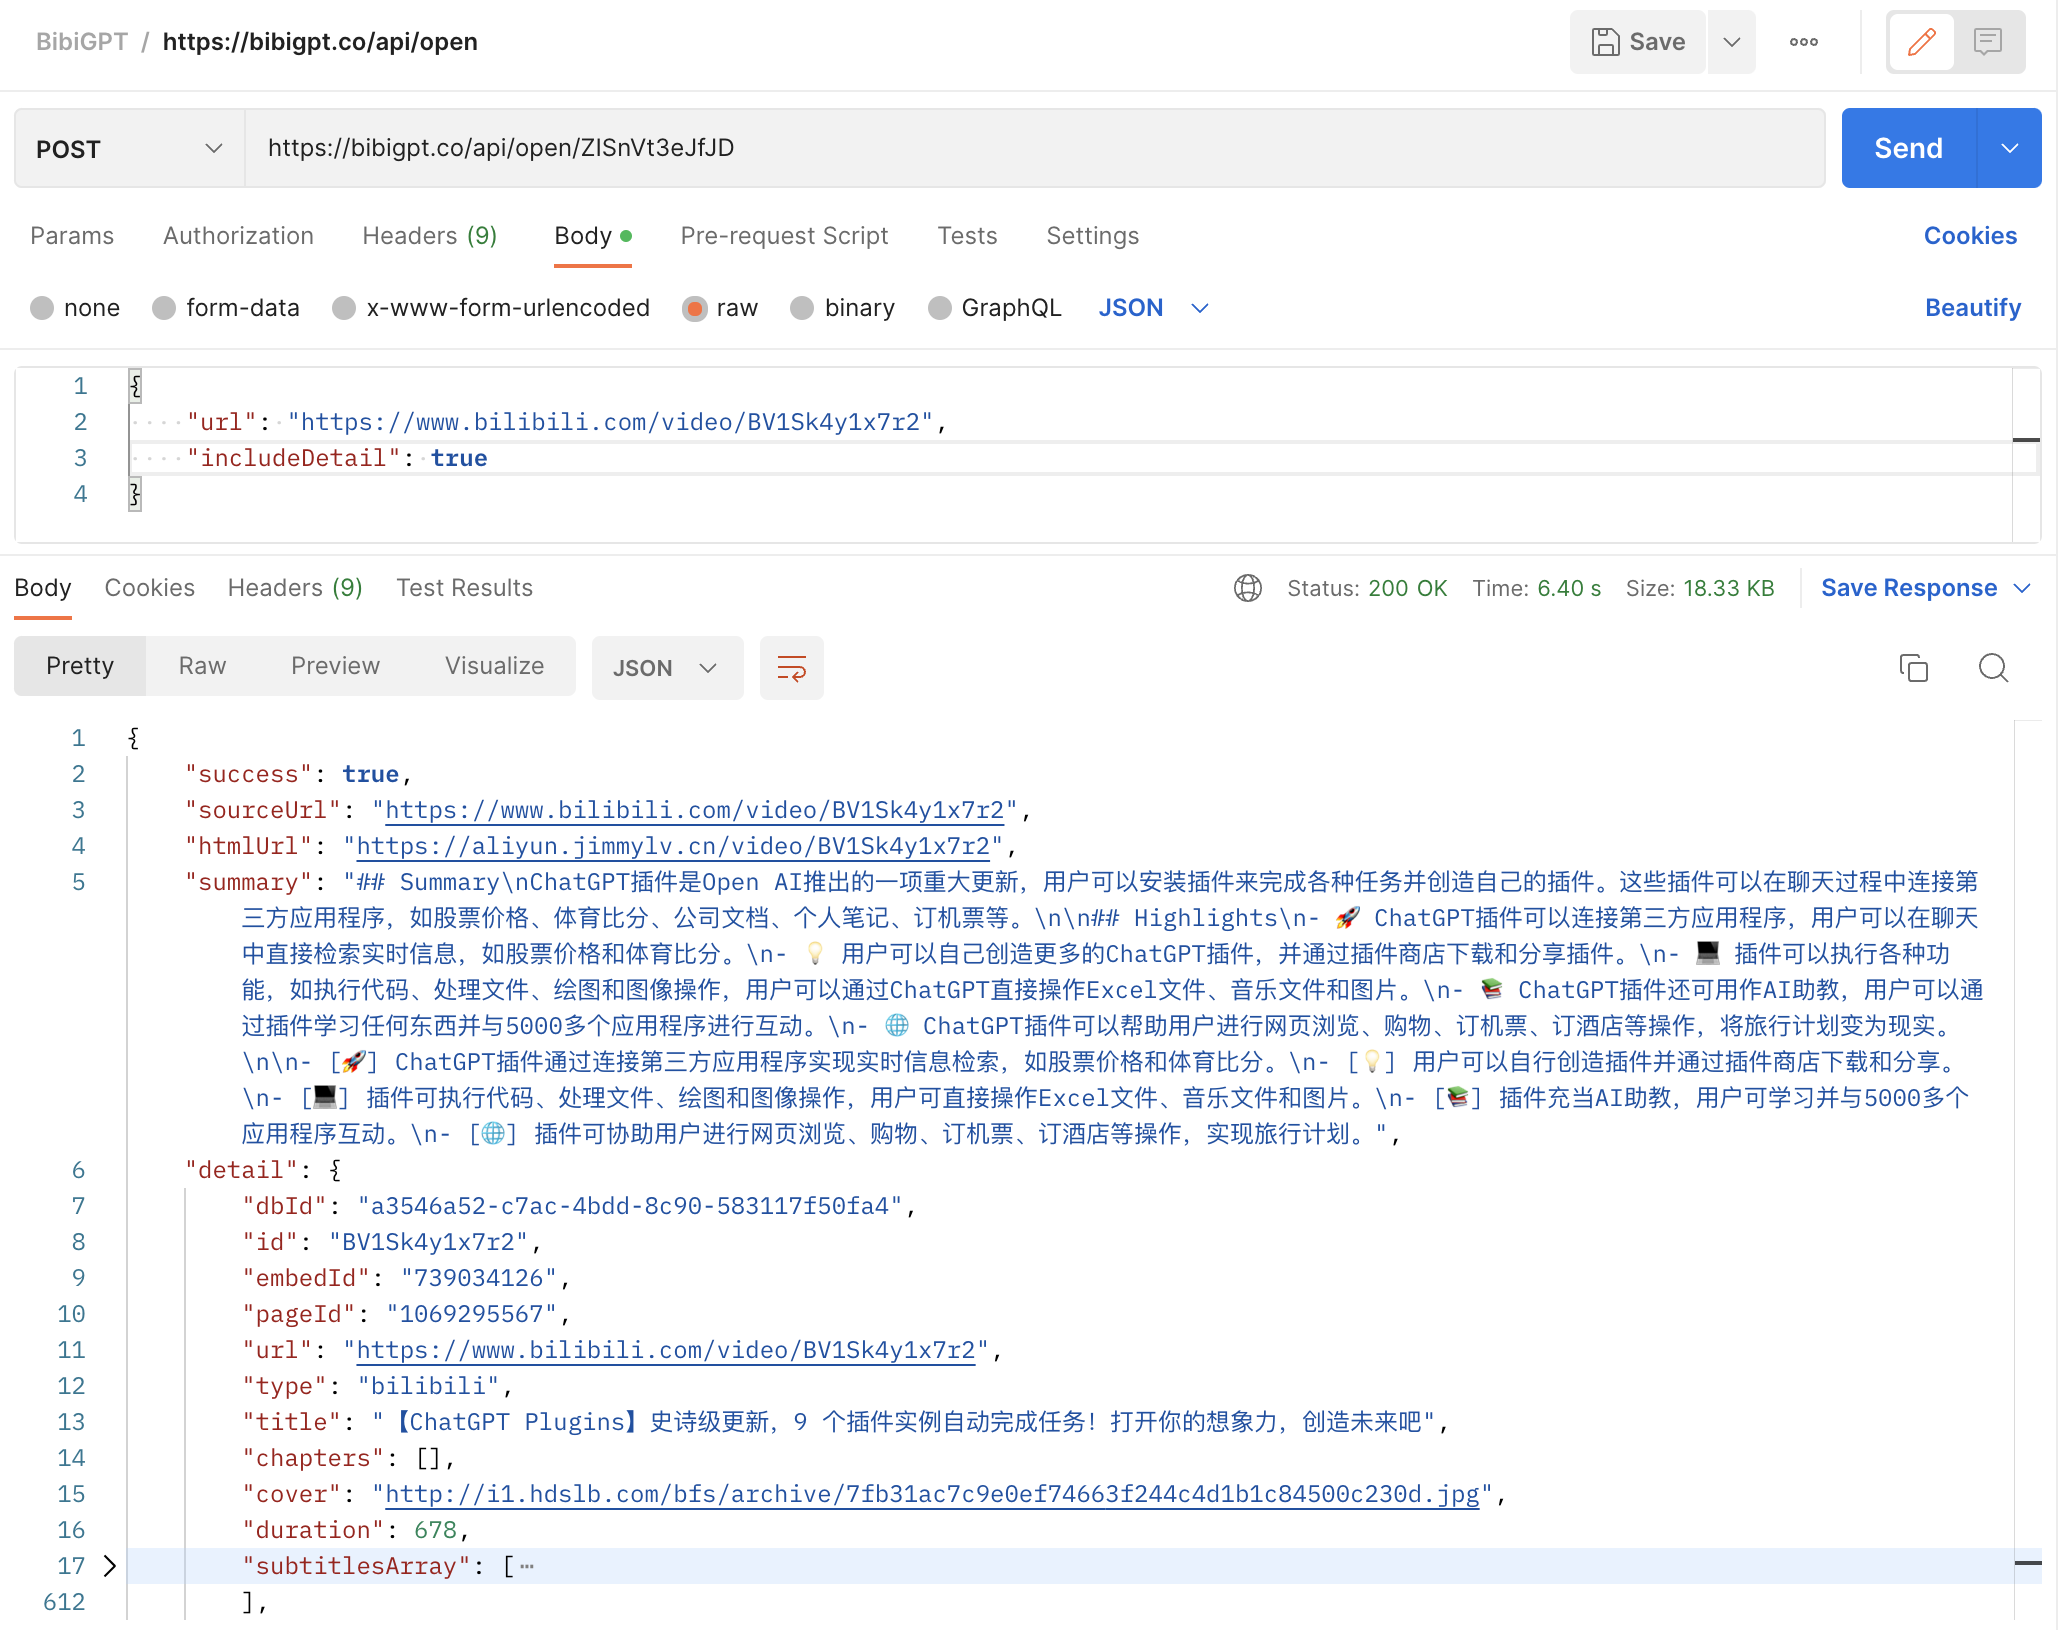 BibiGPT / https://bibigpt.co/api/open
Save
POST
https://bibigpt.co/api/open/ZISnVt3eJfJD
Send
Params Authorization Headers (9) Body Pre-request Script Tests Settings Cookies
none form-data x-www-form-urlencoded raw binary GraphQL JSON Beautify
1 {
2 "url": "https://www.bilibili.com/video/BV1Sk4y1x7r2",
3 "includeDetail": true
4 }
Body Cookies Headers (9) Test Results Status: 200 OK Time: 6.40 s Size: 18.33 KB Save Response
Pretty Raw Preview Visualize JSON
1 {
2 "success": true,
3 "sourceUrl": "https://www.bilibili.com/video/BV1Sk4y1x7r2",
4 "htmlUrl": "https://aliyun.jimmylv.cn/video/BV1Sk4y1x7r2",
5 "summary": "## Summary\nChatGPT插件是Open AI推出的一项重大更新，用户可以安装插件来完成各种任务并创造自己的插件。这些插件可以在聊天过程中连接第
三方应用程序，如股票价格、体育比分、公司文档、个人笔记、订机票等。\n\n## Highlights\n- 🚀 ChatGPT插件可以连接第三方应用程序，用户可以在聊天
中直接检索实时信息，如股票价格和体育比分。\n- 💡 用户可以自己创造更多的ChatGPT插件，并通过插件商店下载和分享插件。\n- 💻 插件可以执行各种功
能，如执行代码、处理文件、绘图和图像操作，用户可以通过ChatGPT直接操作Excel文件、音乐文件和图片。\n- 📚 ChatGPT插件还可用作AI助教，用户可以通
过插件学习任何东西并与5000多个应用程序进行互动。\n- 🌐 ChatGPT插件可以帮助用户进行网页浏览、购物、订机票、订酒店等操作，将旅行计划变为现实。
\n\n- [🚀] ChatGPT插件通过连接第三方应用程序实现实时信息检索，如股票价格和体育比分。\n- [💡] 用户可以自行创造插件并通过插件商店下载和分享。
\n- [💻] 插件可执行代码、处理文件、绘图和图像操作，用户可直接操作Excel文件、音乐文件和图片。\n- [📚] 插件充当AI助教，用户可学习并与5000多个
应用程序互动。\n- [🌐] 插件可协助用户进行网页浏览、购物、订机票、订酒店等操作，实现旅行计划。",
6 "detail": {
7 "dbId": "a3546a52-c7ac-4bdd-8c90-583117f50fa4",
8 "id": "BV1Sk4y1x7r2",
9 "embedId": "739034126",
10 "pageId": "1069295567",
11 "url": "https://www.bilibili.com/video/BV1Sk4y1x7r2",
12 "type": "bilibili",
13 "title": "【ChatGPT Plugins】史诗级更新，9 个插件实例自动完成任务！打开你的想象力，创造未来吧",
14 "chapters": [],
15 "cover": "http://i1.hdslb.com/bfs/archive/7fb31ac7c9e0ef74663f244c4d1b1c84500c230d.jpg",
16 "duration": 678,
17 "subtitlesArray": [⋯
612 ],